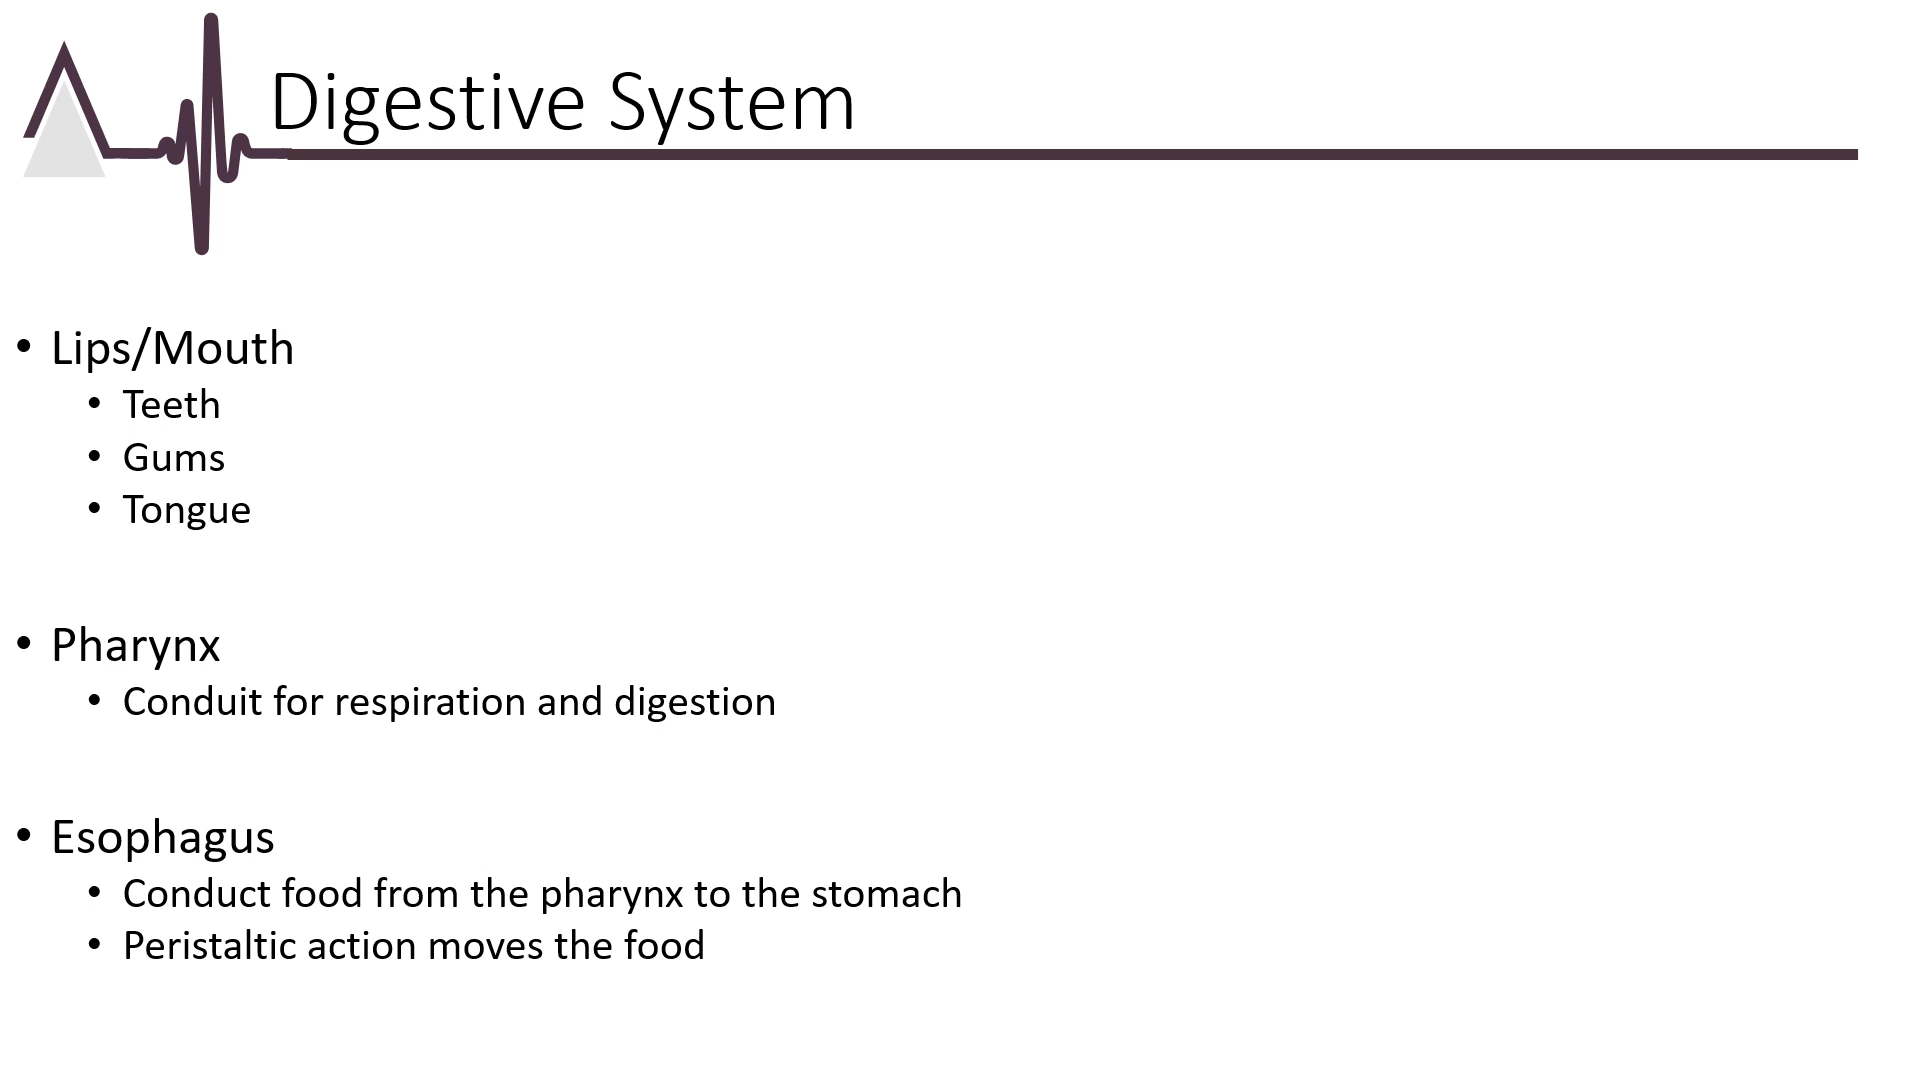 Digestive System
• Lips/Mouth
• Teeth
• Gums
• Tongue
• Pharynx
• Conduit for respiration and digestion
• Esophagus
• Conduct food from the pharynx to the stomach
• Peristaltic action moves the food